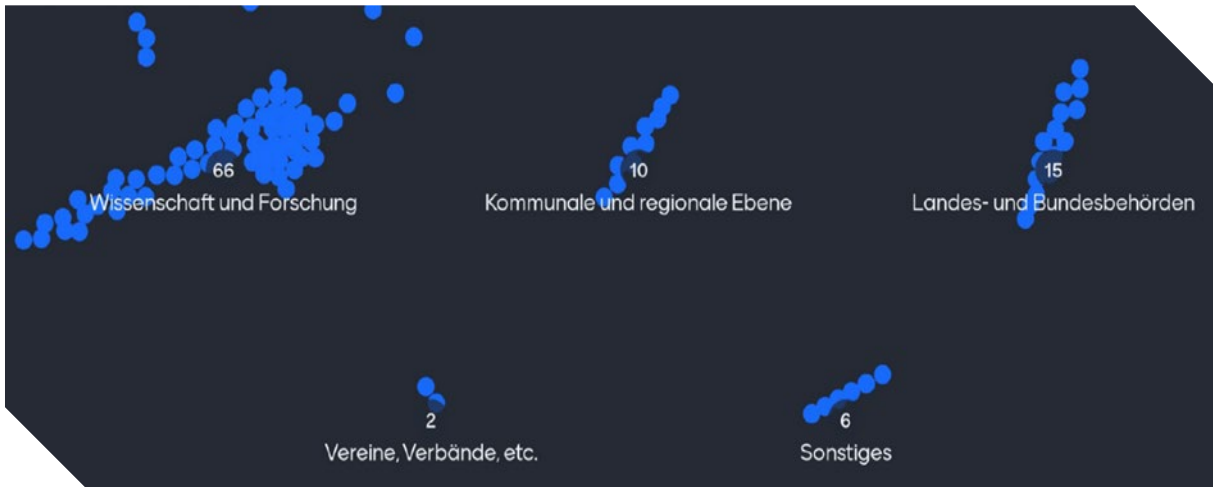 66
Wissenschaft und Forschung
10
Kommunale und regionale Ebene
15
Landes- und Bundesbehörden
2
Vereine, Verbände, etc.
6
Sonstiges